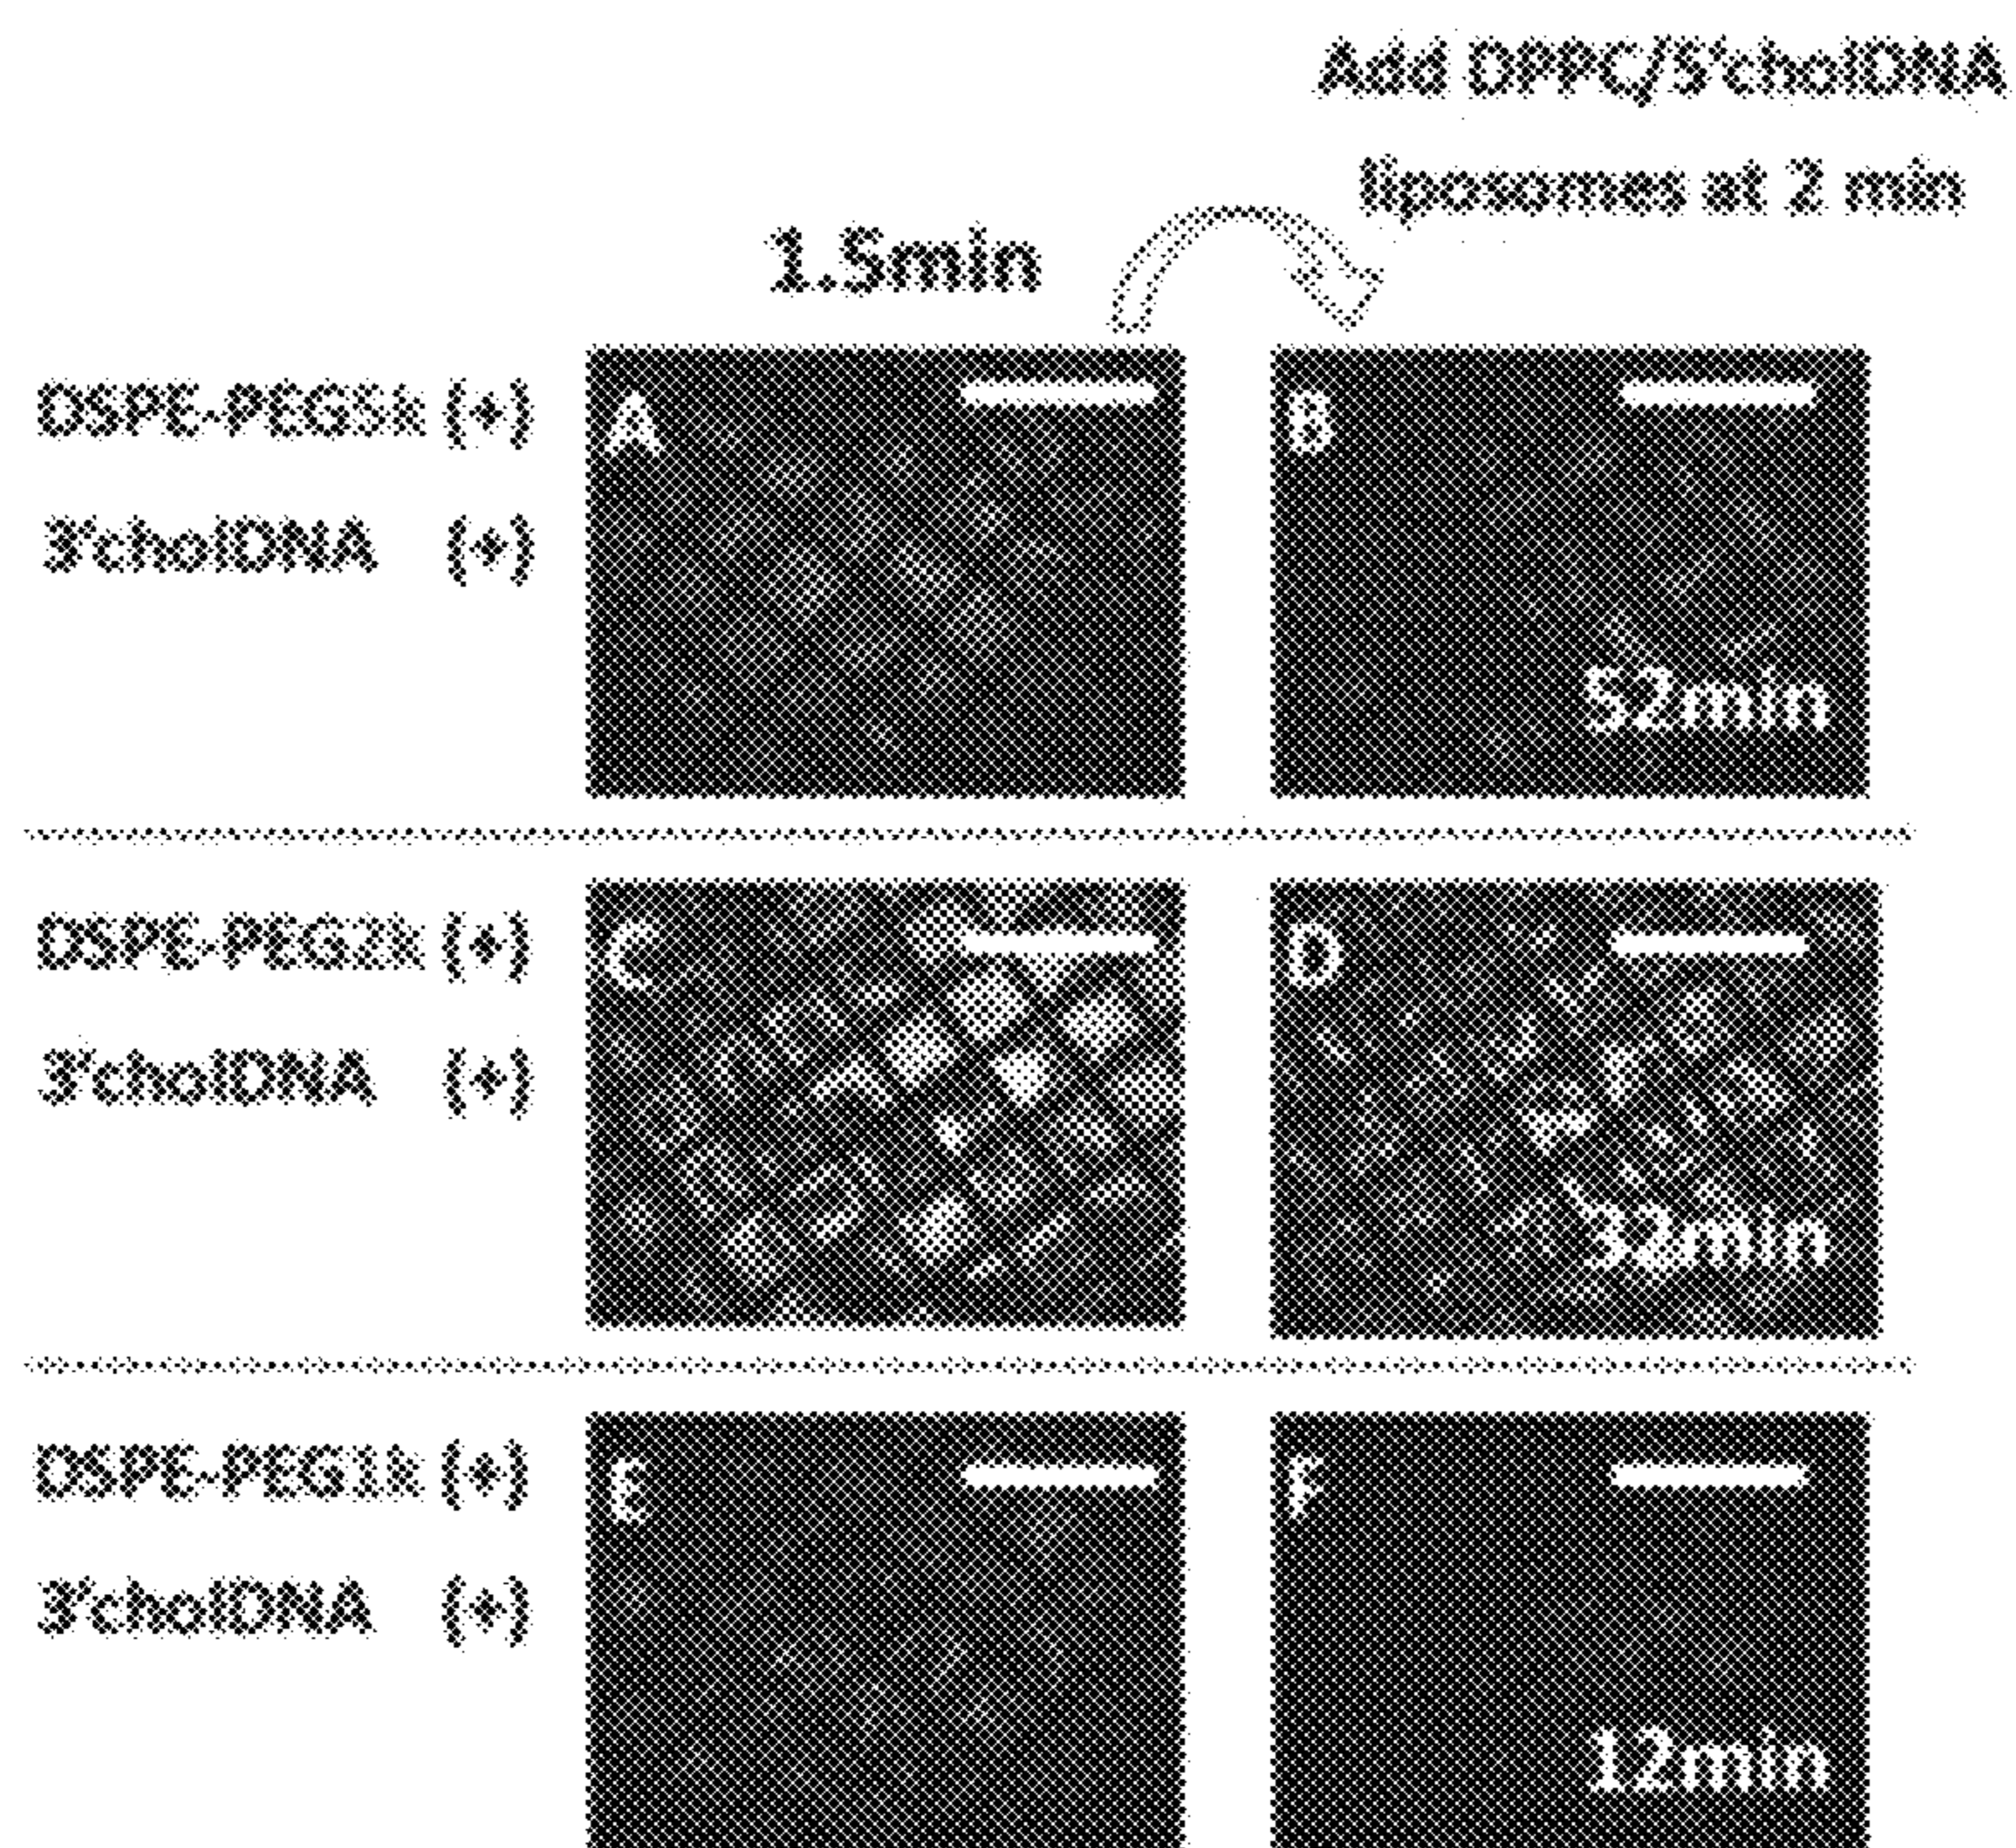 Add DPPC/5'cholDNA
liposomes at 2 min
1.5min
DSPE-PEG5k (+)
3'cholDNA (+)
A
B
52min
DSPE-PEG2k (+)
3'cholDNA (+)
C
D
32min
DSPE-PEG1k (+)
3'cholDNA (+)
E
F
12min